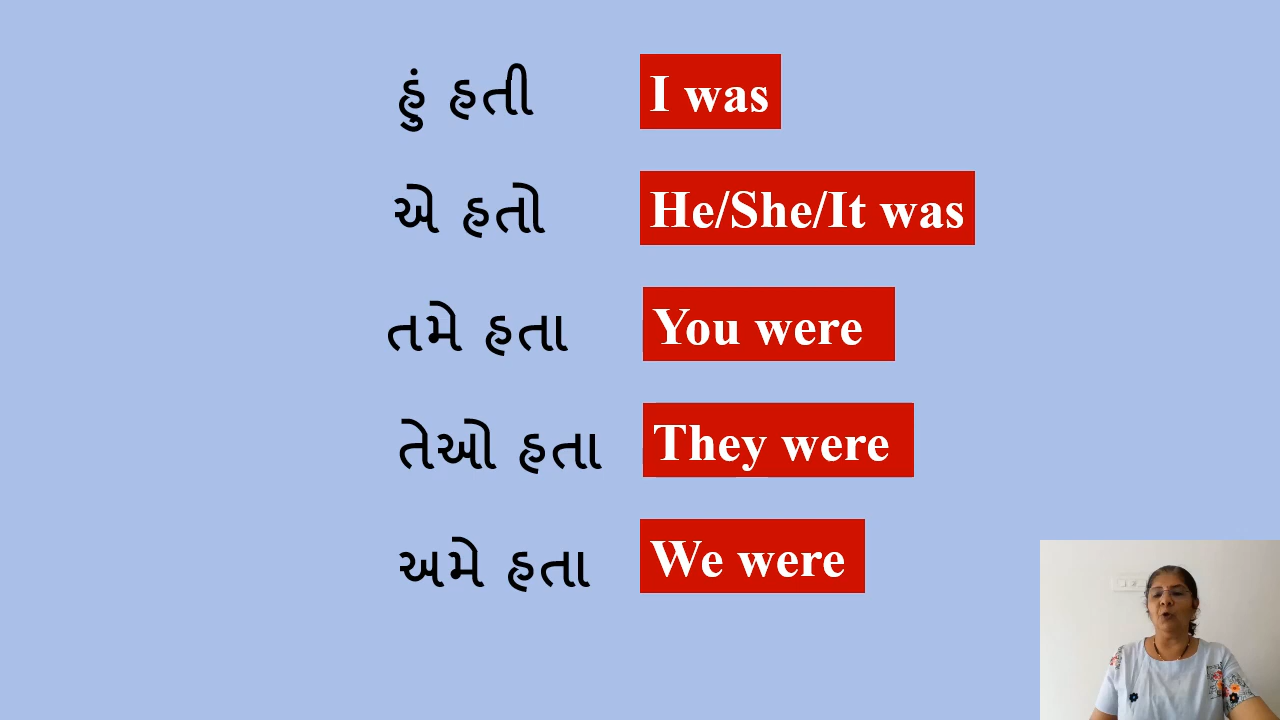 હું હતી I was
એ હતો He/She/It was
તમે હતા You were
તેઓ હતા They were
અમે હતા We were